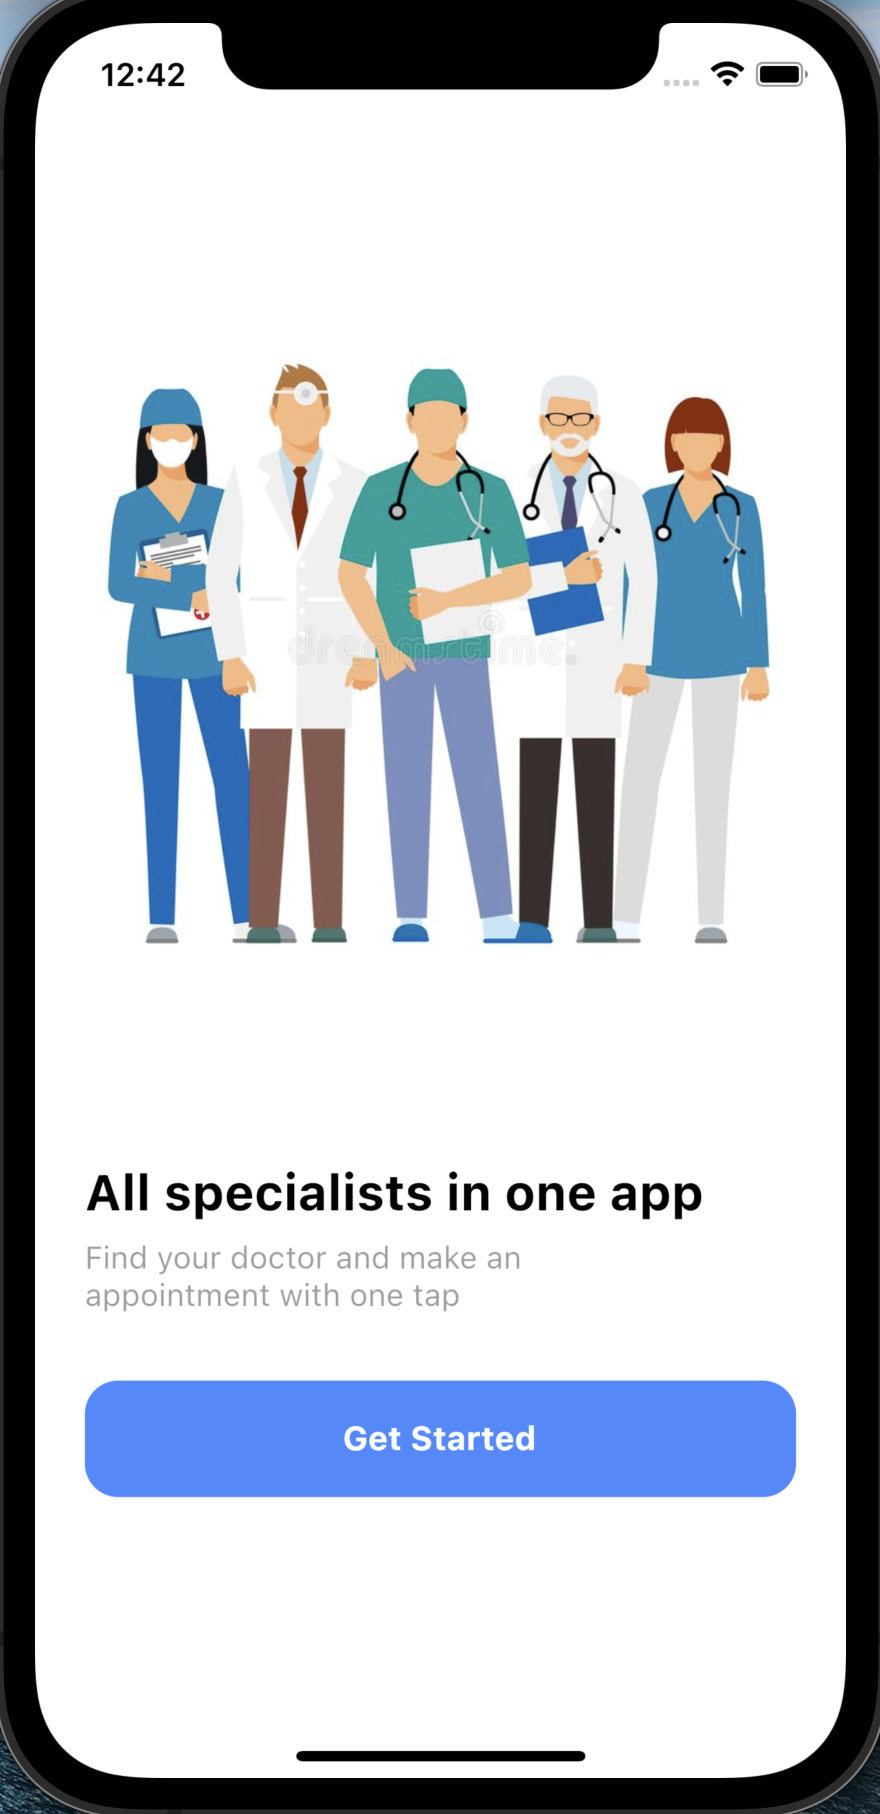 12:42
dreamstime.
All specialists in one app
Find your doctor and make an
appointment with one tap
Get Started